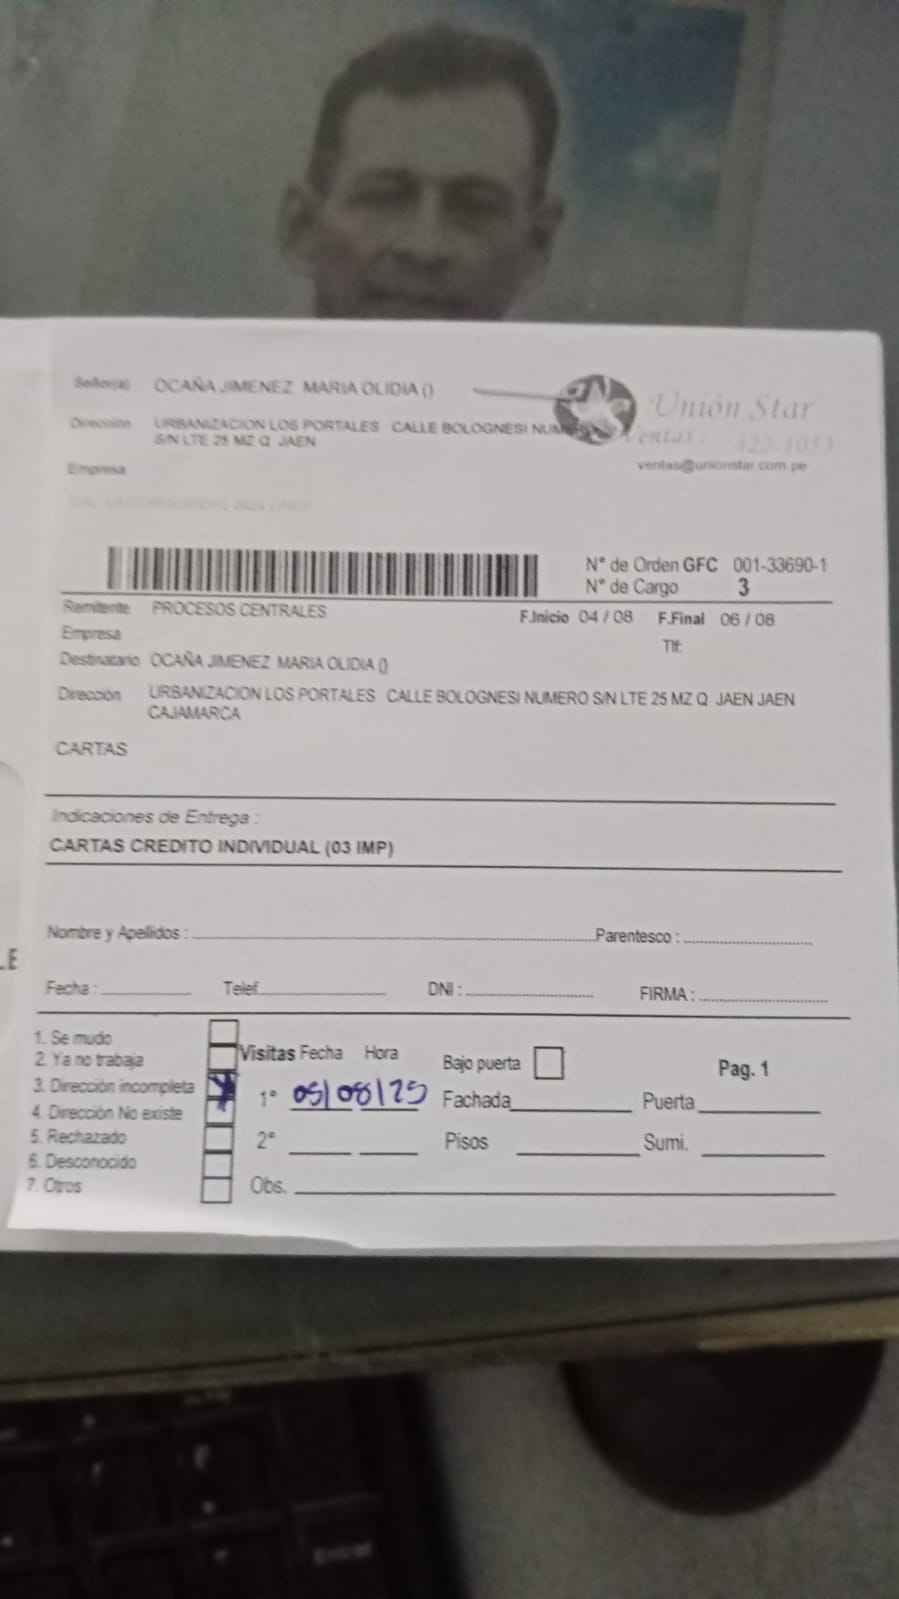 Señor(a) OCAÑA JIMENEZ MARIA OLIDIA ()
Unión Star
Dirección URBANIZACION LOS PORTALES CALLE BOLOGNESI NUMERO
S/N LTE 25 MZ Q JAEN
Ventas : 422-1053
Empresa
ventas@unionstar.com.pe
N° de Orden GFC 001-33690-1
N° de Cargo 3
Remitente PROCESOS CENTRALES
F.Inicio 04 / 08 F.Final 06 / 08
Empresa
Tlf:
Destinatario OCAÑA JIMENEZ MARIA OLIDIA ()
Dirección URBANIZACION LOS PORTALES CALLE BOLOGNESI NUMERO S/N LTE 25 MZ Q JAEN JAEN
CAJAMARCA
CARTAS
Indicaciones de Entrega :
CARTAS CREDITO INDIVIDUAL (03 IMP)
Nombre y Apellidos : Parentesco :
LE
Fecha : Telef. DNI : FIRMA :
1. Se mudo
2. Ya no trabaja
3. Dirección incompleta
4. Dirección No existe
5. Rechazado
6. Desconocido
7. Otros
Visitas Fecha Hora
1° 05/08/25
2°
Obs.
Bajo puerta
Fachada
Pisos
Pag. 1
Puerta
Sumi.
Enter